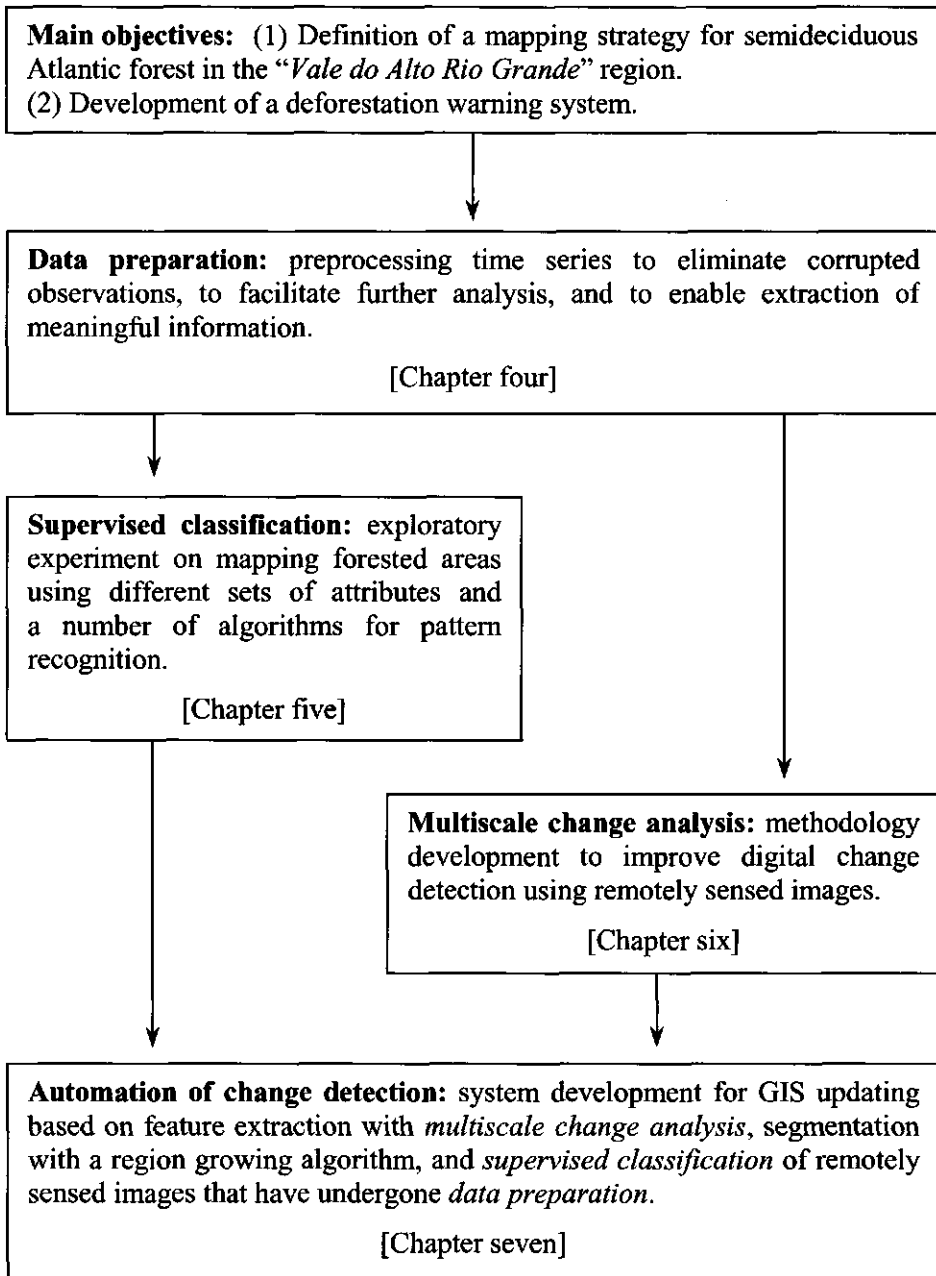 Main objectives: (1) Definition of a mapping strategy for semideciduous
Atlantic forest in the “Vale do Alto Rio Grande” region.
(2) Development of a deforestation warning system.
Data preparation: preprocessing time series to eliminate corrupted
observations, to facilitate further analysis, and to enable extraction of
meaningful information.
[Chapter four]
Supervised classification: exploratory
experiment on mapping forested areas
using different sets of attributes and
a number of algorithms for pattern
recognition.
[Chapter five]
Multiscale change analysis: methodology
development to improve digital change
detection using remotely sensed images.
[Chapter six]
Automation of change detection: system development for GIS updating
based on feature extraction with multiscale change analysis, segmentation
with a region growing algorithm, and supervised classification of remotely
sensed images that have undergone data preparation.
[Chapter seven]